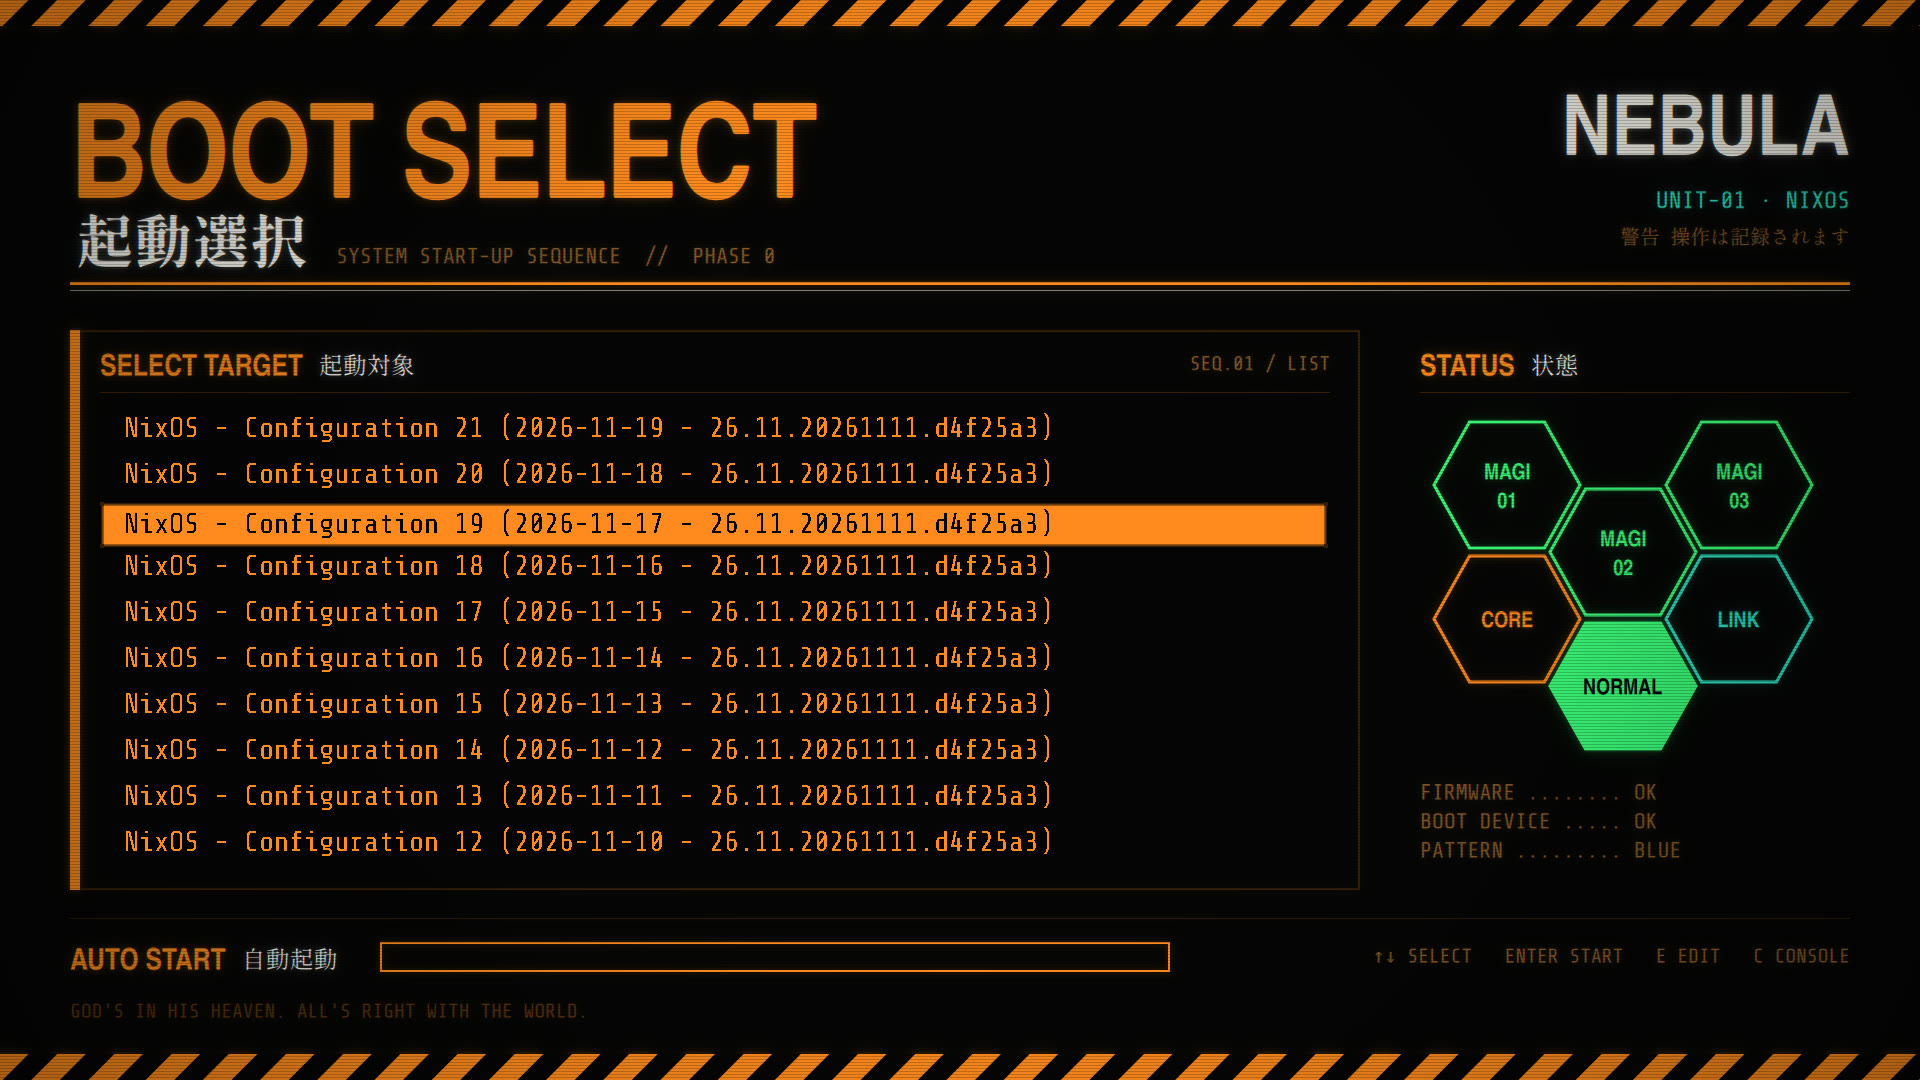 BOOT SELECT
起動選択 SYSTEM START-UP SEQUENCE // PHASE 0
NEBULA
UNIT-01 · NIXOS
警告 操作は記録されます
SELECT TARGET 起動対象 SEQ.01 / LIST
NixOS - Configuration 21 (2026-11-19 - 26.11.20261111.d4f25a3)
NixOS - Configuration 20 (2026-11-18 - 26.11.20261111.d4f25a3)
NixOS - Configuration 19 (2026-11-17 - 26.11.20261111.d4f25a3)
NixOS - Configuration 18 (2026-11-16 - 26.11.20261111.d4f25a3)
NixOS - Configuration 17 (2026-11-15 - 26.11.20261111.d4f25a3)
NixOS - Configuration 16 (2026-11-14 - 26.11.20261111.d4f25a3)
NixOS - Configuration 15 (2026-11-13 - 26.11.20261111.d4f25a3)
NixOS - Configuration 14 (2026-11-12 - 26.11.20261111.d4f25a3)
NixOS - Configuration 13 (2026-11-11 - 26.11.20261111.d4f25a3)
NixOS - Configuration 12 (2026-11-10 - 26.11.20261111.d4f25a3)
STATUS 状態
MAGI
01
MAGI
02
MAGI
03
CORE
LINK
NORMAL
FIRMWARE ........ OK
BOOT DEVICE ..... OK
PATTERN ......... BLUE
AUTO START 自動起動
↑↓ SELECT ENTER START E EDIT C CONSOLE
GOD'S IN HIS HEAVEN. ALL'S RIGHT WITH THE WORLD.